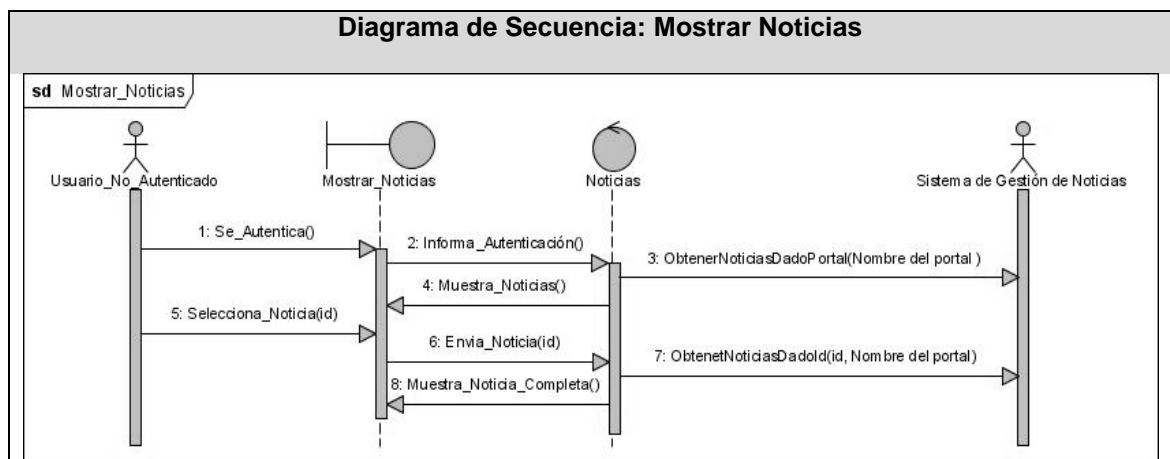 Diagrama de Secuencia: Mostrar Noticias
sd Mostrar_Noticias
Usuario_No_Autenticado
Mostrar_Noticias
Noticias
Sistema de Gestión de Noticias
1: Se_Autentica()
2: Informa_Autenticación()
3: ObtenerNoticiasDadoPortal(Nombre del portal )
4: Muestra_Noticias()
5: Selecciona_Noticia(id)
6: Envia_Noticia(id)
7: ObtenetNoticiasDadoId(id, Nombre del portal)
8: Muestra_Noticia_Completa()